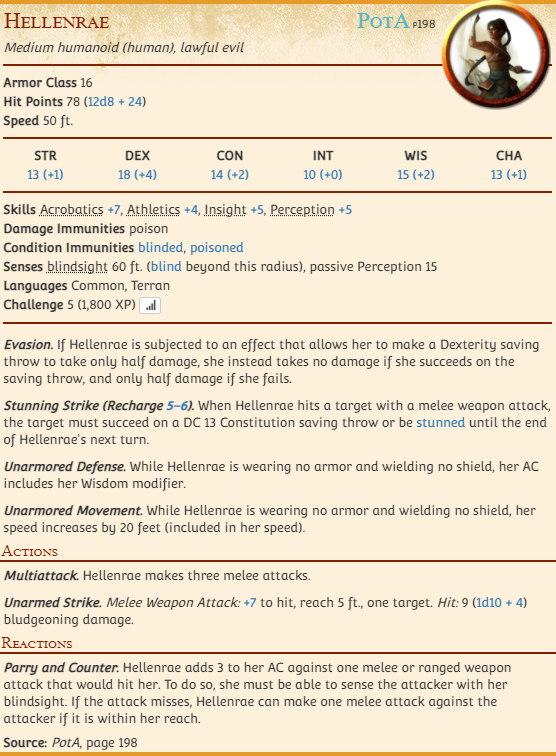 Hellenrae PotA p198
Medium humanoid (human), lawful evil
Armor Class 16
Hit Points 78 (12d8 + 24)
Speed 50 ft.
STR DEX CON INT WIS CHA
13 (+1) 18 (+4) 14 (+2) 10 (+0) 15 (+2) 13 (+1)
Skills Acrobatics +7, Athletics +4, Insight +5, Perception +5
Damage Immunities poison
Condition Immunities blinded, poisoned
Senses blindsight 60 ft. (blind beyond this radius), passive Perception 15
Languages Common, Terran
Challenge 5 (1,800 XP)
Evasion. If Hellenrae is subjected to an effect that allows her to make a Dexterity saving
throw to take only half damage, she instead takes no damage if she succeeds on the
saving throw, and only half damage if she fails.
Stunning Strike (Recharge 5–6). When Hellenrae hits a target with a melee weapon attack,
the target must succeed on a DC 13 Constitution saving throw or be stunned until the end
of Hellenrae's next turn.
Unarmored Defense. While Hellenrae is wearing no armor and wielding no shield, her AC
includes her Wisdom modifier.
Unarmored Movement. While Hellenrae is wearing no armor and wielding no shield, her
speed increases by 20 feet (included in her speed).
Actions
Multiattack. Hellenrae makes three melee attacks.
Unarmed Strike. Melee Weapon Attack: +7 to hit, reach 5 ft., one target. Hit: 9 (1d10 + 4)
bludgeoning damage.
Reactions
Parry and Counter. Hellenrae adds 3 to her AC against one melee or ranged weapon
attack that would hit her. To do so, she must be able to sense the attacker with her
blindsight. If the attack misses, Hellenrae can make one melee attack against the
attacker if it is within her reach.
Source: PotA, page 198